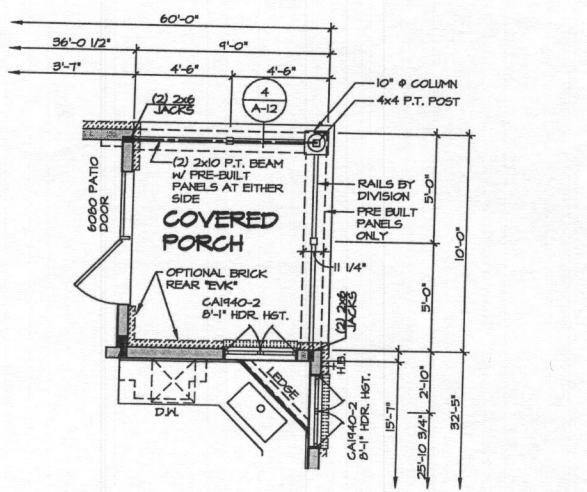 60'-0"
36'-0 1/2"
9'-0"
3'-7"
4'-6"
4'-6"
4
A-12
10" Φ COLUMN
4x4 P.T. POST
(2) 2x6
JACKS
(2) 2x10 P.T. BEAM
W/ PRE-BUILT
PANELS AT EITHER
SIDE
6080 PATIO
DOOR
COVERED
PORCH
RAILS BY
DIVISION
PRE BUILT
PANELS
ONLY
5'-0"
10'-0"
11 1/4"
OPTIONAL BRICK
REAR "EVK"
CA1940-2
8'-1" HDR. HGT.
(2) 2x6
JACKS
5'-0"
H.B.
LEDGE
D.W.
CA1940-2
8'-1" HDR. HGT.
15'-7"
2'-10"
25'-10 3/4"
32'-5"